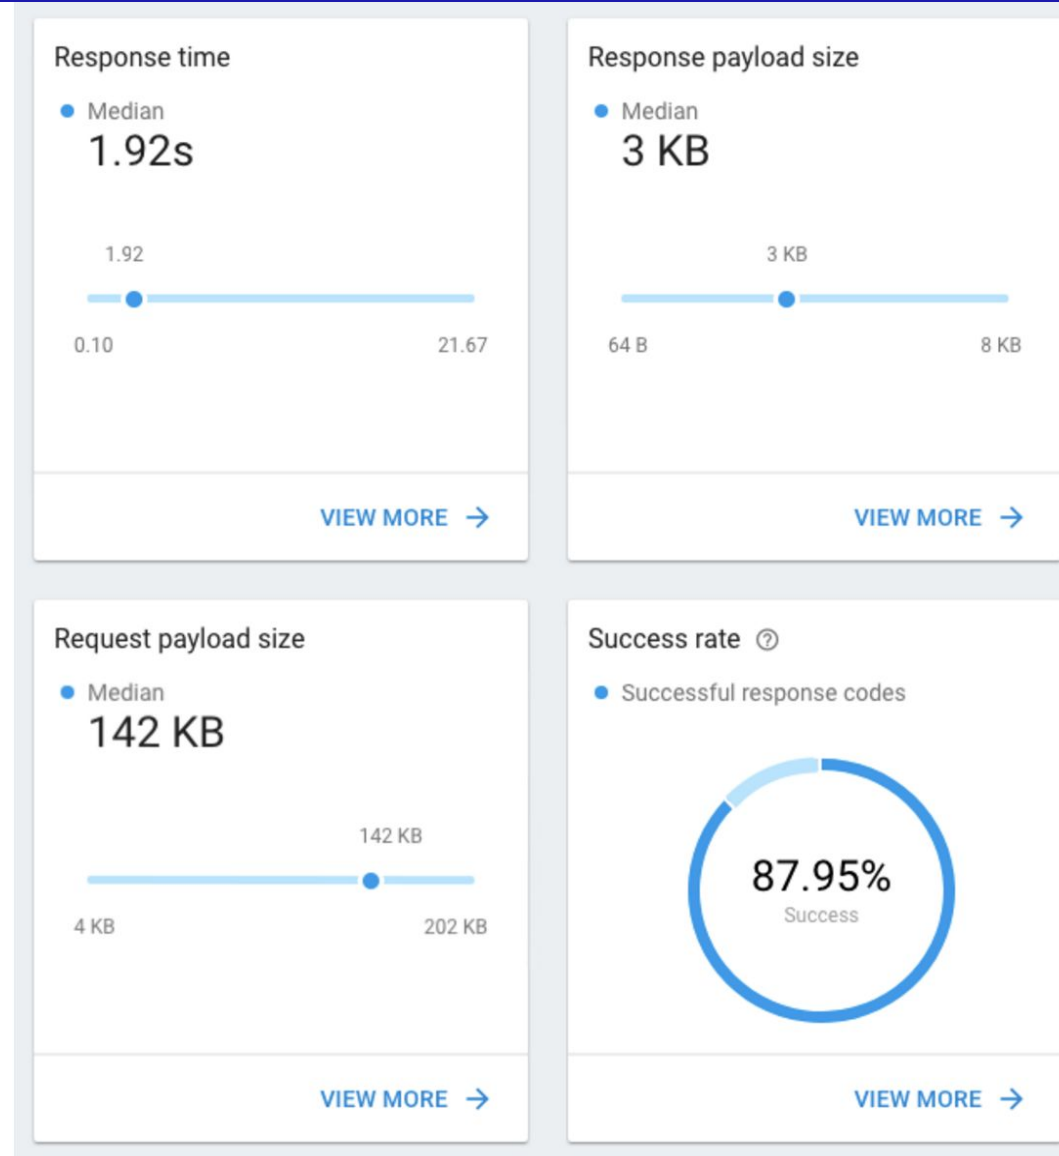 Response time
Median
1.92s
1.92
0.10 21.67
VIEW MORE
Response payload size
Median
3 KB
3 KB
64 B 8 KB
VIEW MORE
Request payload size
Median
142 KB
142 KB
4 KB 202 KB
VIEW MORE
Success rate
Successful response codes
87.95%
Success
VIEW MORE